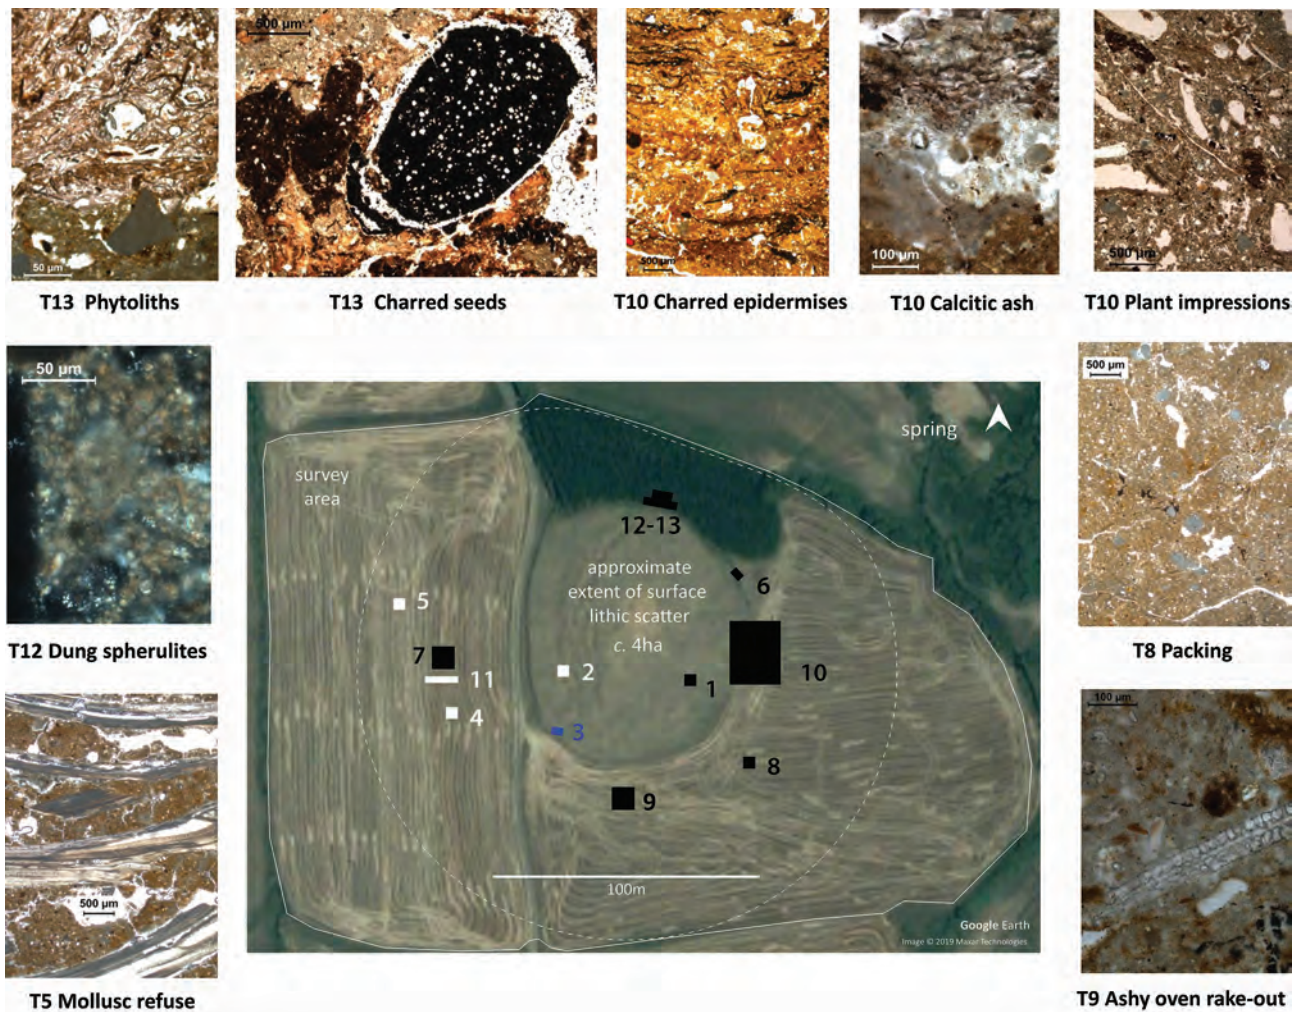 500 µm
50 µm
500 µm
100 µm
500 µm
T13 Phytoliths
T13 Charred seeds
T10 Charred epidermises
T10 Calcitic ash
T10 Plant impressions
50 µm
500 µm
T12 Dung spherulites
T8 Packing
500 µm
100 µm
T5 Mollusc refuse
T9 Ashy oven rake-out
spring
survey
area
12-13
approximate
extent of surface
lithic scatter
c. 4ha
6
5
7
2
11
1
10
4
3
8
9
100m
Google Earth
Image © 2019 Maxar Technologies